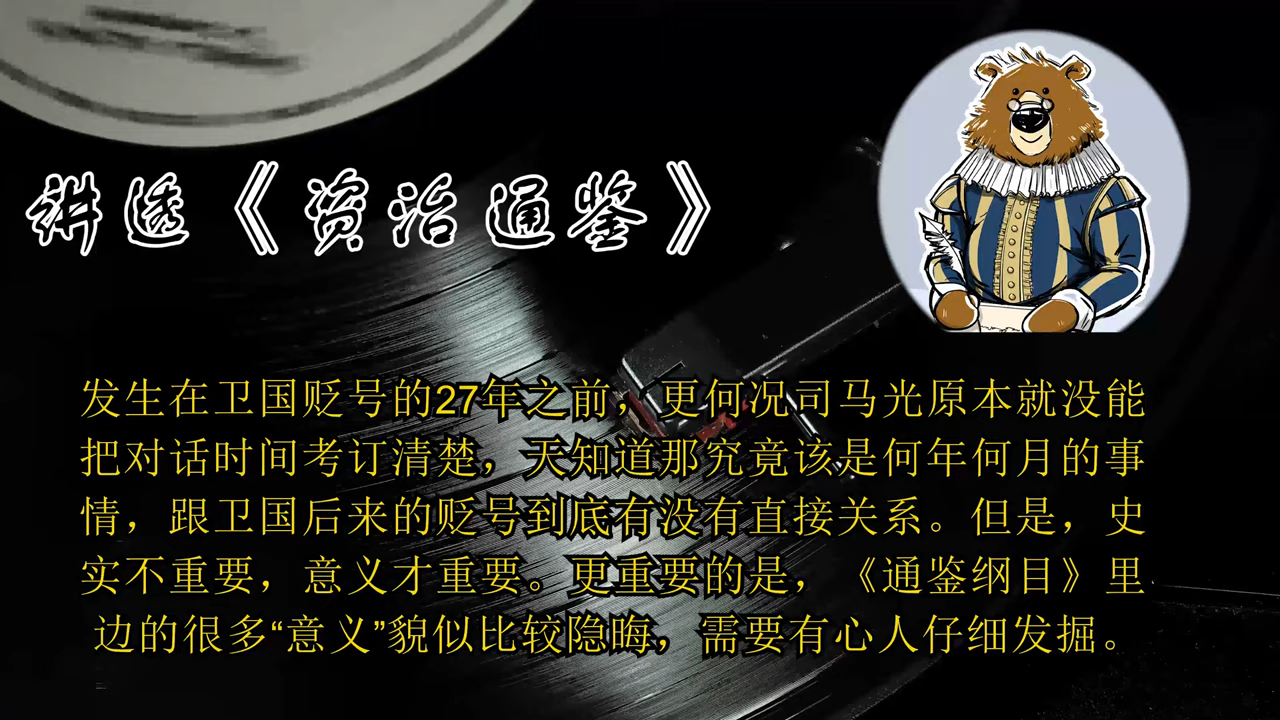 讲透《资治通鉴》
发生在卫国贬号的27年之前，更何况司马光原本就没能
把对话时间考订清楚，天知道那究竟该是何年何月的事
情，跟卫国后来的贬号到底有没有直接关系。但是，史
实不重要，意义才重要。更重要的是，《通鉴纲目》里
边的很多“意义”貌似比较隐晦，需要有心人仔细发掘。